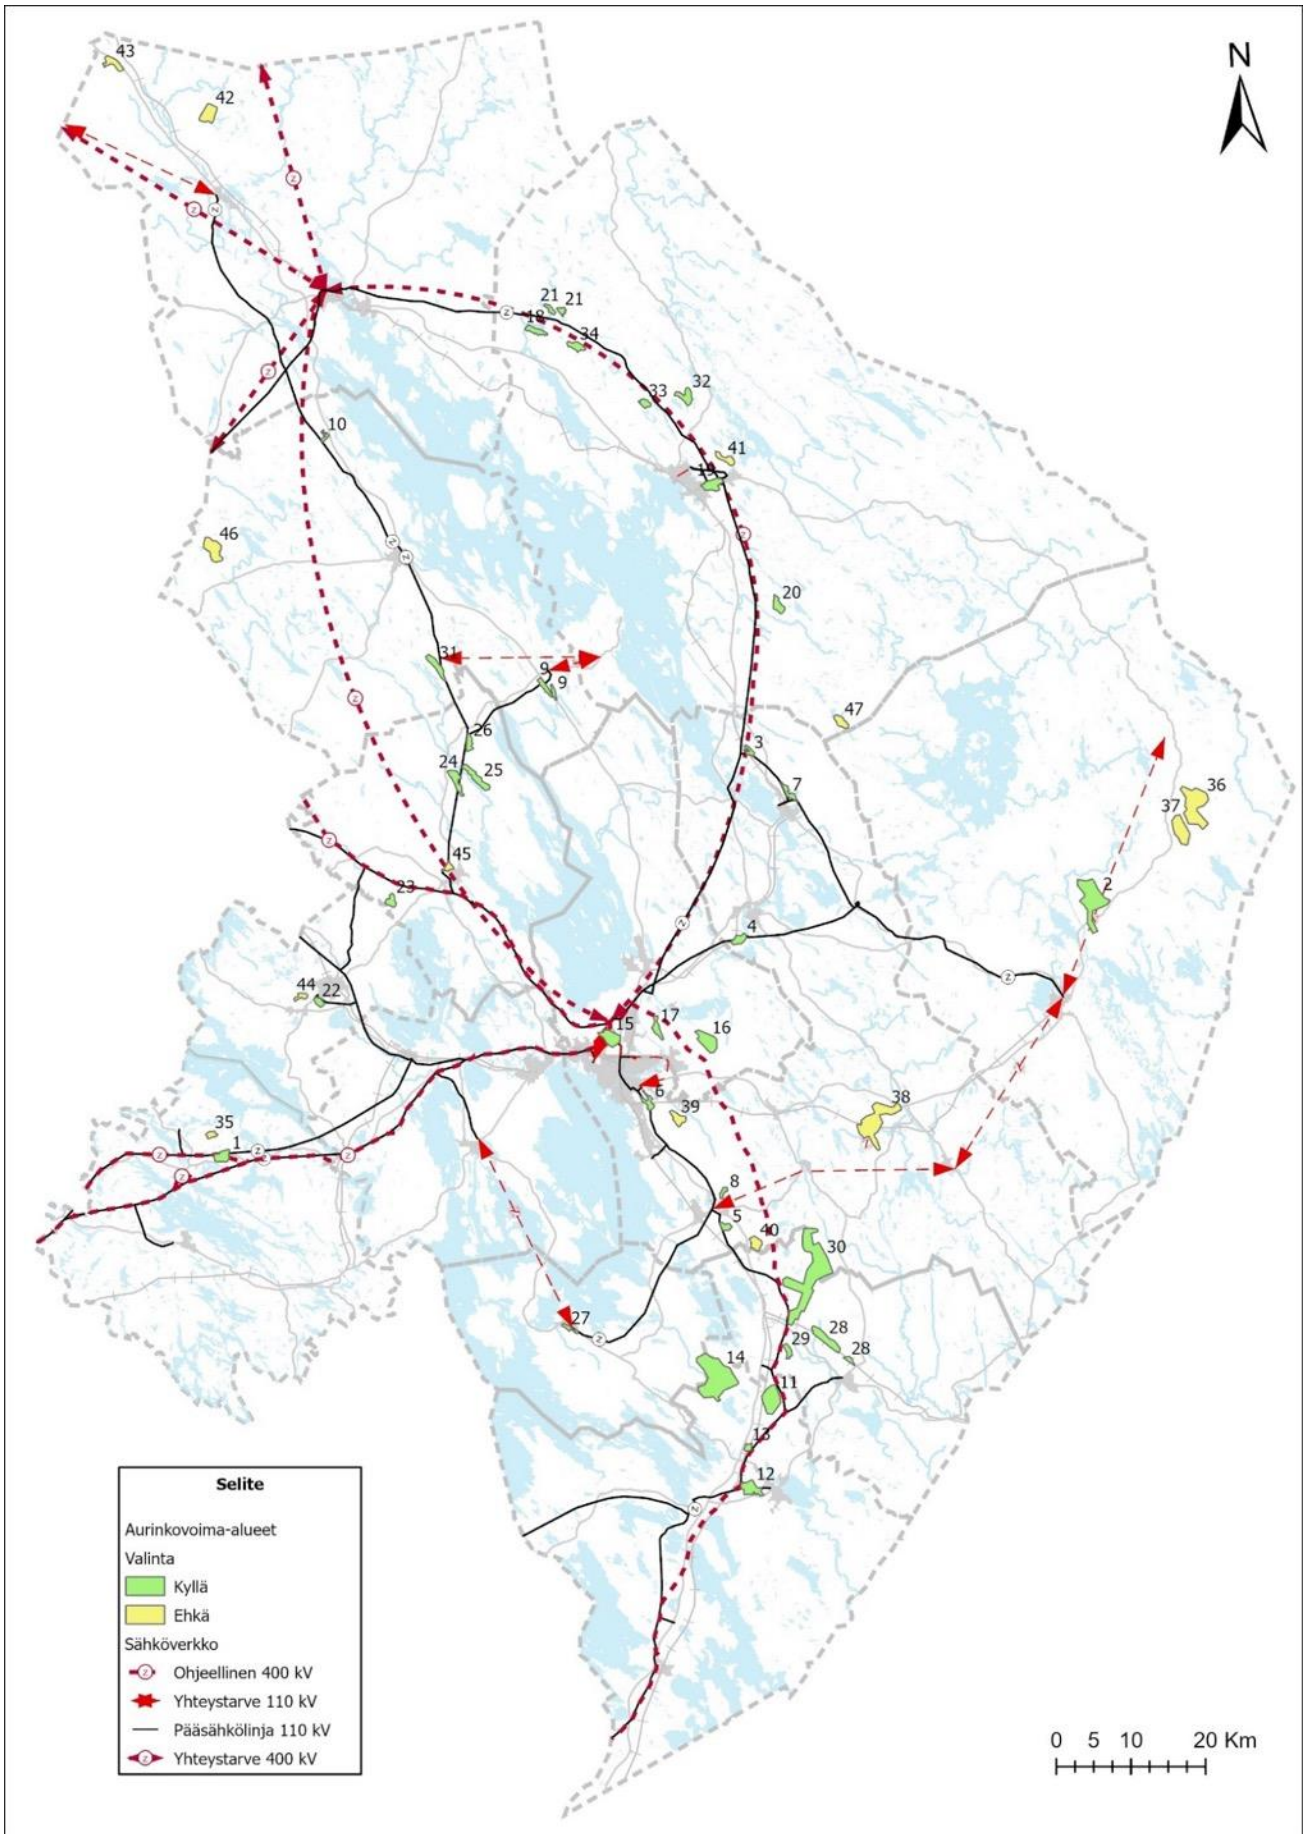 43
N
42
z
z
z
21 21
z
18
34
z
32
33
10
41
19
46
z
z
z
20
31
9
9
z
47
26
3
24 25
7
36
37
z
45
2
23
z
4
z
44 22
17
15
16
6
38
39
35
1
z
z
z
z
z
8
5
40
30
27
z
28
29
28
14
11
13
12
z
Selite
Aurinkovoima-alueet
Valinta
Kyllä
Ehkä
Sähköverkko
z Ohjeellinen 400 kV
Yhteystarve 110 kV
Pääsähkölinja 110 kV
z Yhteystarve 400 kV
0 5 10 20 Km